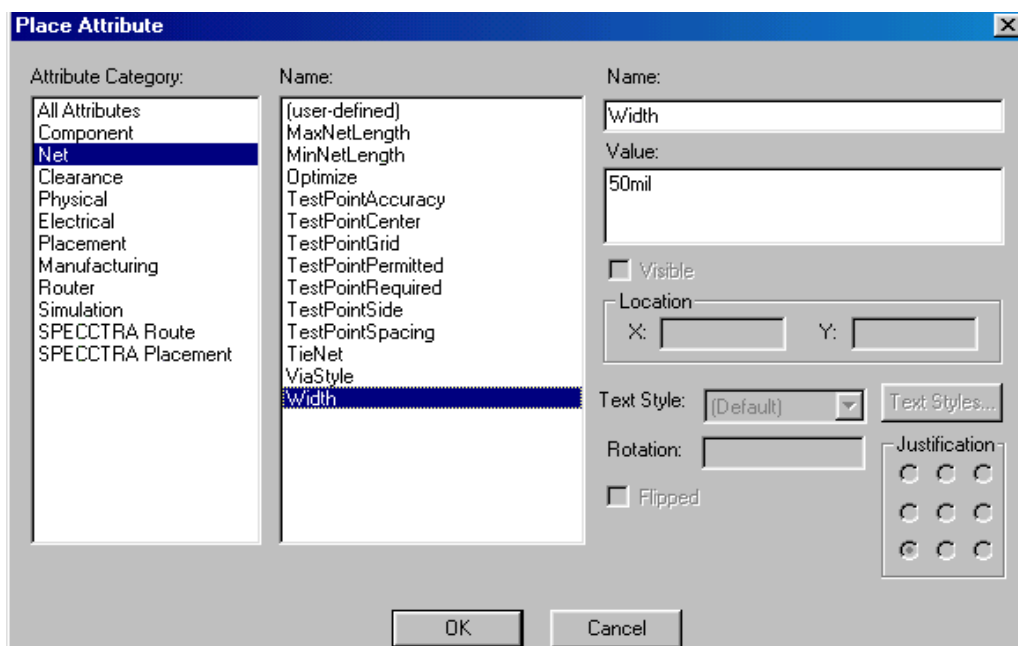 Place Attribute
Attribute Category:
All Attributes
Component
Net
Clearance
Physical
Electrical
Placement
Manufacturing
Router
Simulation
SPECCTRA Route
SPECCTRA Placement
Name:
(user-defined)
MaxNetLength
MinNetLength
Optimize
TestPointAccuracy
TestPointCenter
TestPointGrid
TestPointPermitted
TestPointRequired
TestPointSide
TestPointSpacing
TieNet
ViaStyle
Width
Name:
Width
Value:
50mil
Visible
Location
X: Y:
Text Style: (Default) Text Styles...
Rotation:
Justification
Flipped
OK Cancel